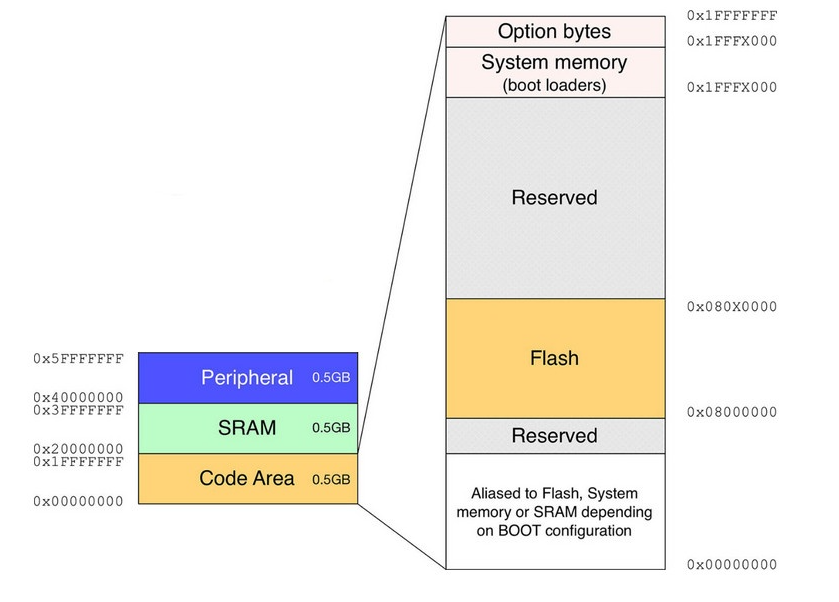 0x1FFFFFFF
Option bytes
0x1FFFX000
System memory
(boot loaders)
0x1FFFX000
Reserved
0x080X0000
Flash
0x08000000
Reserved
Aliased to Flash, System
memory or SRAM depending
on BOOT configuration
0x00000000
0x5FFFFFFF
Peripheral 0.5GB
0x40000000
0x3FFFFFFF
SRAM 0.5GB
0x20000000
0x1FFFFFFF
Code Area 0.5GB
0x00000000